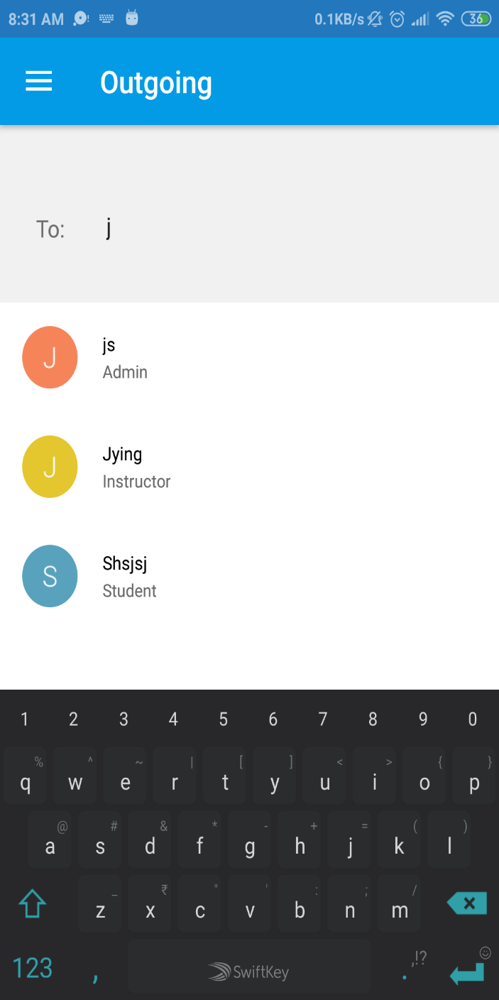 8:31 AM 0.1KB/s 36
Outgoing
To: j
J js
Admin
J Jying
Instructor
S Shsjsj
Student
1 2 3 4 5 6 7 8 9 0
% ^ ~ | [ ] < > { }
q w e r t y u i o p
@ # & * - + = ( )
a s d f g h j k l
_ ₹ " ' : ; /
z x c v b n m
123 , SwiftKey . ,!?